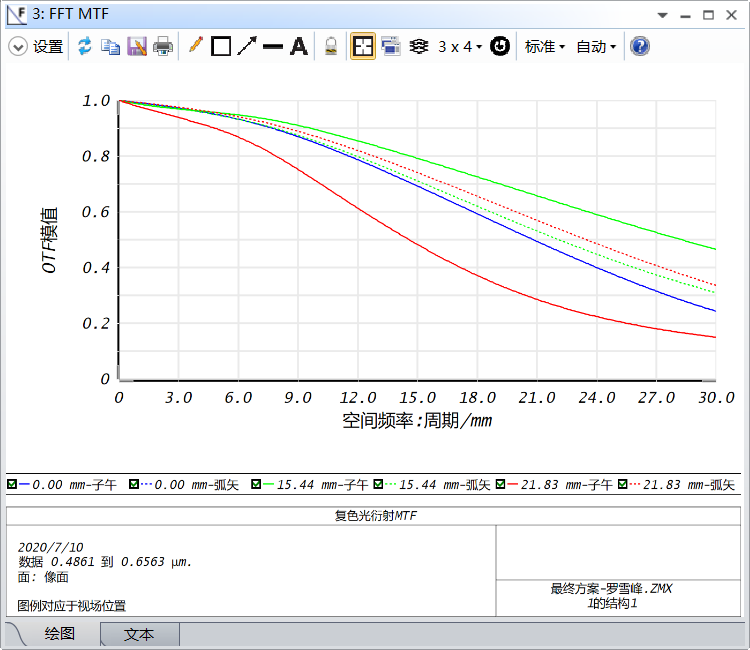 3: FFT MTF
设置 3 x 4 标准 自动
1.0
0.8
0.6
0.4
0.2
0
OTF模值
0 3.0 6.0 9.0 12.0 15.0 18.0 21.0 24.0 27.0 30.0
空间频率:周期/mm
0.00 mm-子午 0.00 mm-弧矢 15.44 mm-子午 15.44 mm-弧矢 21.83 mm-子午 21.83 mm-弧矢
复色光衍射MTF
2020/7/10
数据 0.4861 到 0.6563 μm.
面: 像面
图例对应于视场位置
最终方案-罗雪峰.ZMX
1的结构1
绘图 文本